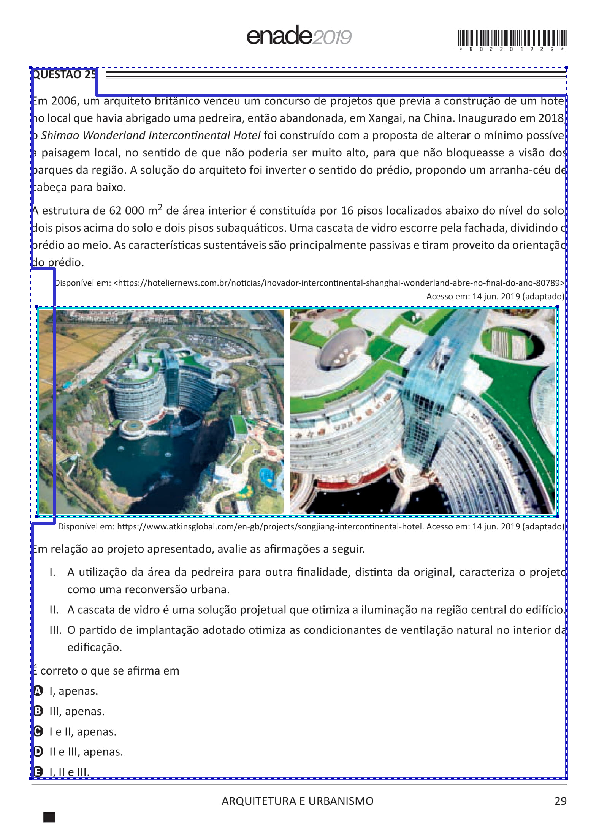 enade2019
QUESTÃO 25
Em 2006, um arquiteto britânico venceu um concurso de projetos que previa a construção de um hotel
no local que havia abrigado uma pedreira, então abandonada, em Xangai, na China. Inaugurado em 2018,
o Shimao Wonderland Intercontinental Hotel foi construído com a proposta de alterar o mínimo possível
a paisagem local, no sentido de que não poderia ser muito alto, para que não bloqueasse a visão dos
parques da região. A solução do arquiteto foi inverter o sentido do prédio, propondo um arranha-céu de
cabeça para baixo.
A estrutura de 62 000 m² de área interior é constituída por 16 pisos localizados abaixo do nível do solo,
dois pisos acima do solo e dois pisos subaquáticos. Uma cascata de vidro escorre pela fachada, dividindo o
prédio ao meio. As características sustentáveis são principalmente passivas e tiram proveito da orientação
do prédio.
Disponível em: <https://hoteliernews.com.br/noticias/inovador-intercontinental-shanghai-wonderland-abre-no-final-do-ano-80789>.
Acesso em: 14 jun. 2019 (adaptado).
Disponível em: https://www.atkinsglobal.com/en-gb/projects/songjiang-intercontinental-hotel. Acesso em: 14 jun. 2019 (adaptado).
Em relação ao projeto apresentado, avalie as afirmações a seguir.
I. A utilização da área da pedreira para outra finalidade, distinta da original, caracteriza o projeto
como uma reconversão urbana.
II. A cascata de vidro é uma solução projetual que otimiza a iluminação na região central do edifício.
III. O partido de implantação adotado otimiza as condicionantes de ventilação natural no interior da
edificação.
É correto o que se afirma em
A I, apenas.
B III, apenas.
C I e II, apenas.
D II e III, apenas.
E I, II e III.
ARQUITETURA E URBANISMO 29